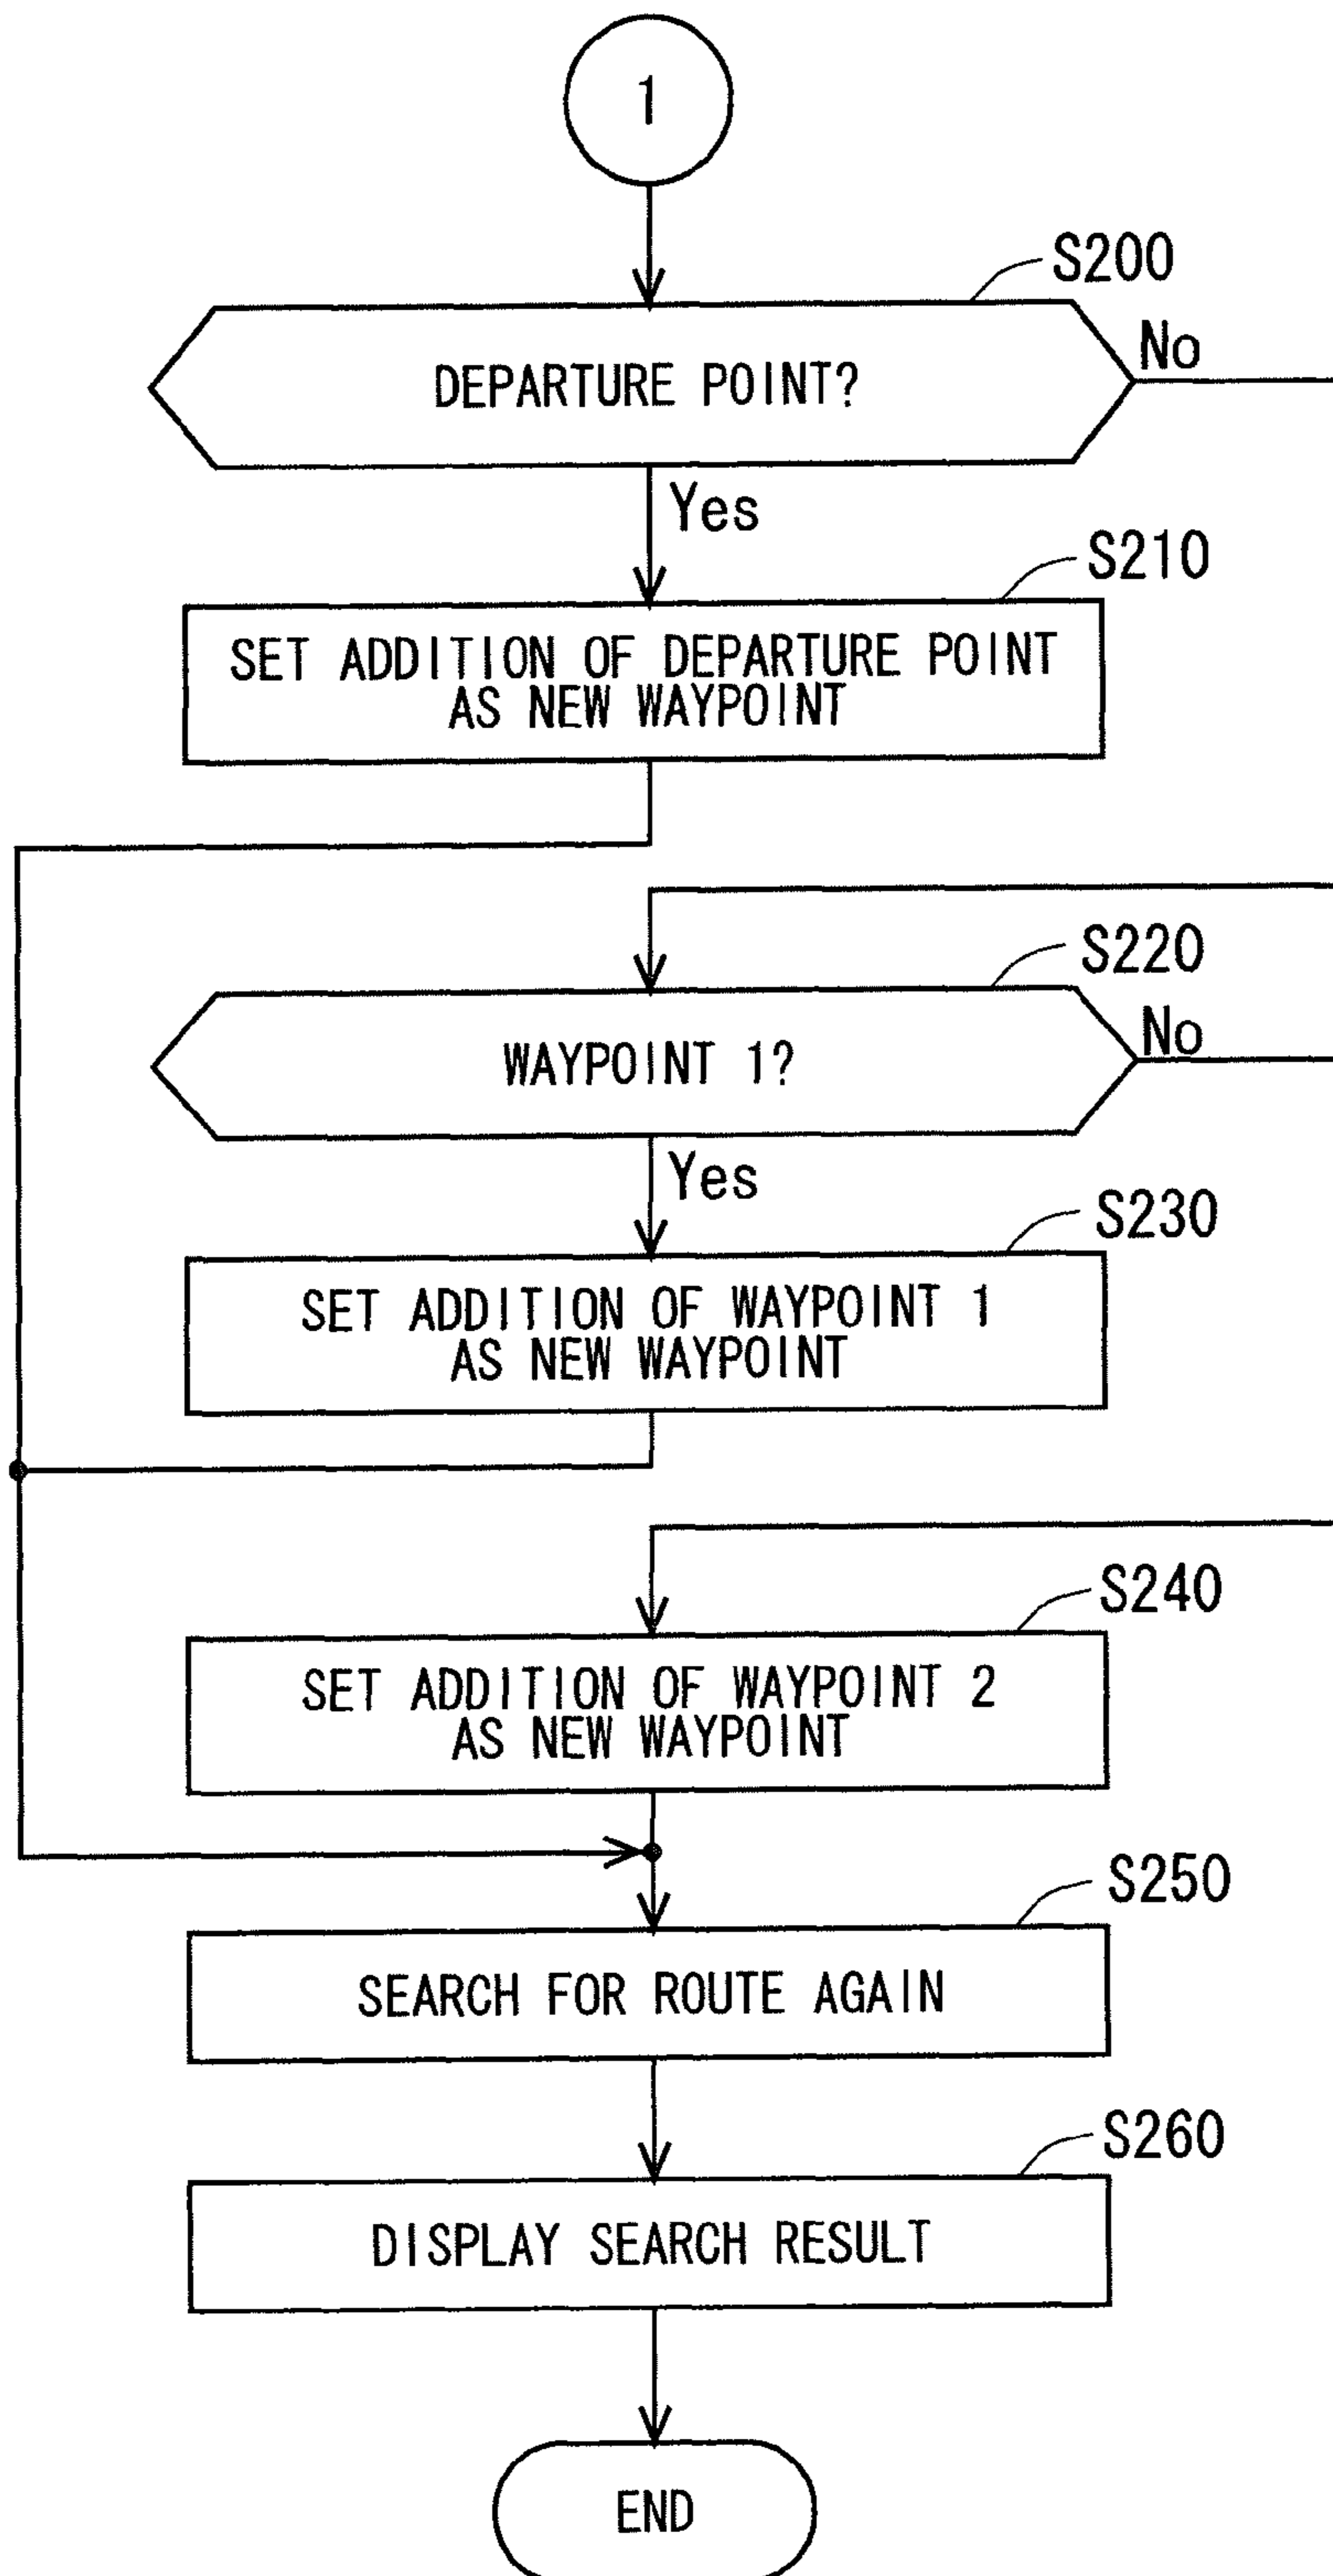 1
S200
DEPARTURE POINT?
No
Yes
S210
SET ADDITION OF DEPARTURE POINT
AS NEW WAYPOINT
S220
WAYPOINT 1?
No
Yes
S230
SET ADDITION OF WAYPOINT 1
AS NEW WAYPOINT
S240
SET ADDITION OF WAYPOINT 2
AS NEW WAYPOINT
S250
SEARCH FOR ROUTE AGAIN
S260
DISPLAY SEARCH RESULT
END